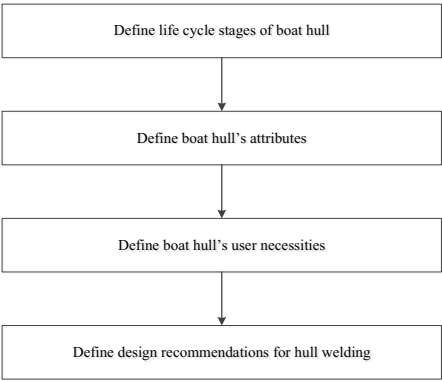 Define life cycle stages of boat hull
Define boat hull’s attributes
Define boat hull’s user necessities
Define design recommendations for hull welding